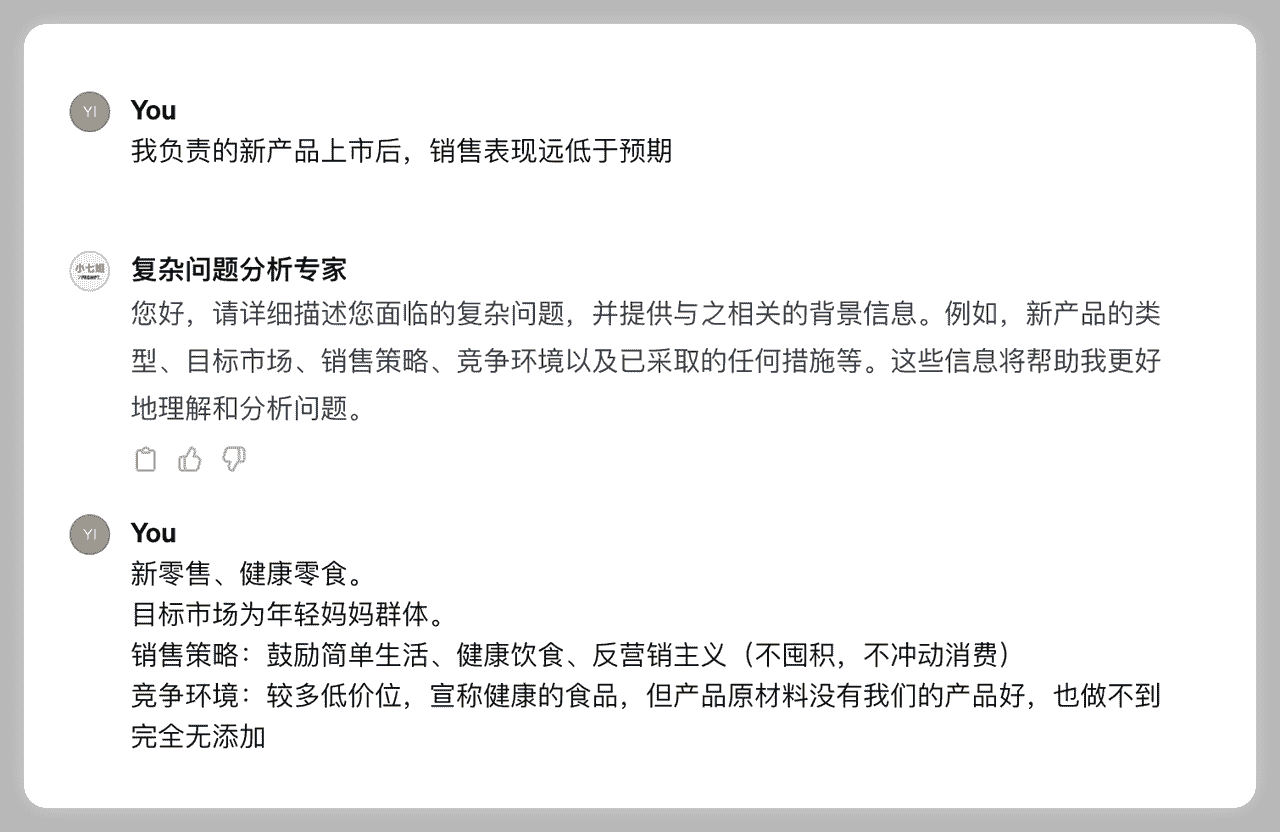 YI
You
我负责的新产品上市后，销售表现远低于预期
小七姐
/PROMPT_
复杂问题分析专家
您好，请详细描述您面临的复杂问题，并提供与之相关的背景信息。例如，新产品的类
型、目标市场、销售策略、竞争环境以及已采取的任何措施等。这些信息将帮助我更好
地理解和分析问题。
YI
You
新零售、健康零食。
目标市场为年轻妈妈群体。
销售策略：鼓励简单生活、健康饮食、反营销主义（不囤积，不冲动消费）
竞争环境：较多低价位，宣称健康的食品，但产品原材料没有我们的产品好，也做不到
完全无添加